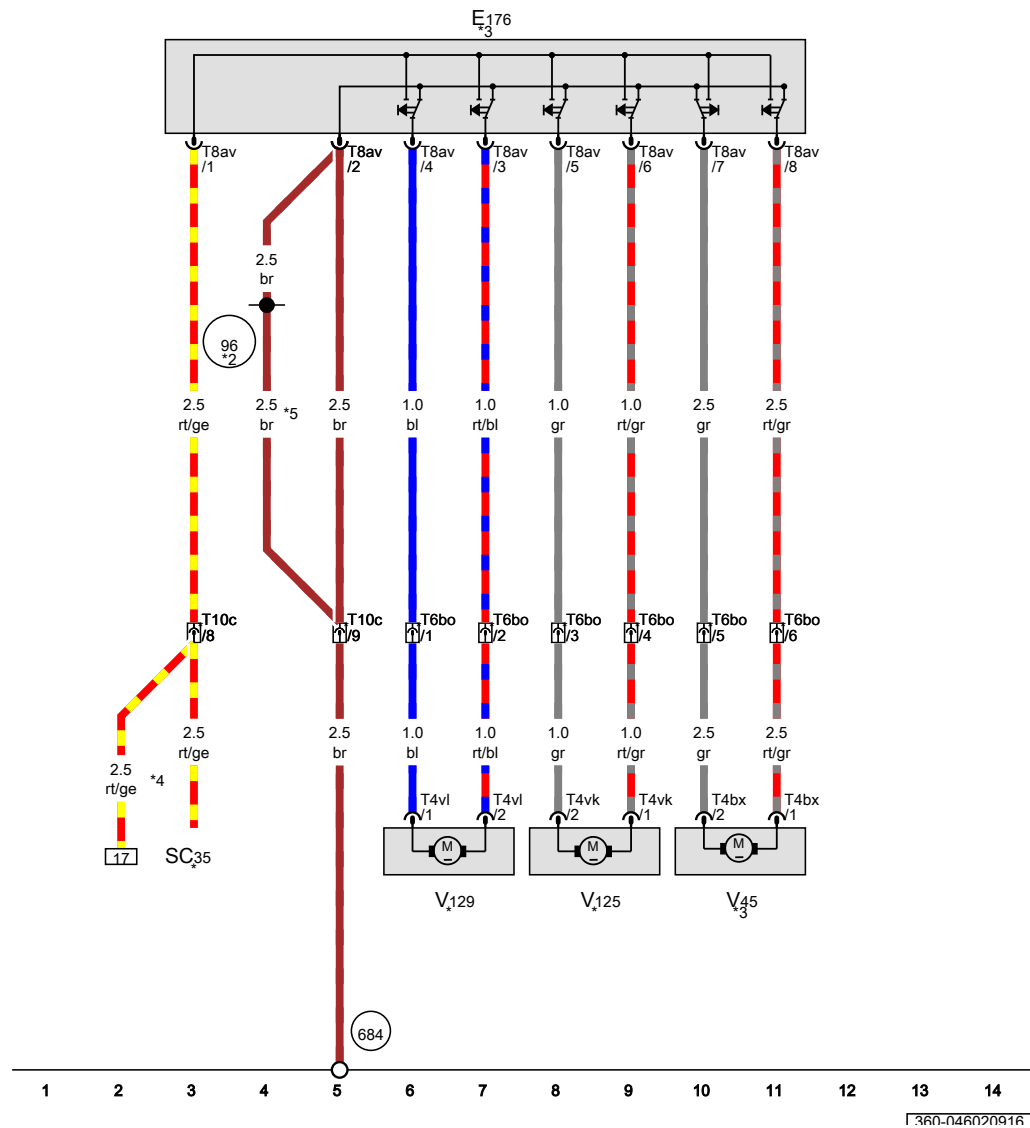 E176
*3
T8av T8av T8av T8av T8av T8av T8av T8av
/1 /2 /4 /3 /5 /6 /7 /8
2.5
br
96
*2
2.5 2.5 *5 2.5 1.0 1.0 1.0 1.0 2.5 2.5
rt/ge br br bl rt/bl gr rt/gr gr rt/gr
T10c T10c T6bo T6bo T6bo T6bo T6bo T6bo
/8 /9 /1 /2 /3 /4 /5 /6
2.5 2.5 1.0 1.0 1.0 1.0 2.5 2.5
rt/ge br bl rt/bl gr rt/gr gr rt/gr
2.5 *4
rt/ge
T4vl T4vl T4vk T4vk T4bx T4bx
/1 /2 /2 /1 /2 /1
M M M
17 SC35
*
V129 V125 V45
* * *3
684
1 2 3 4 5 6 7 8 9 10 11 12 13 14
360-046020916